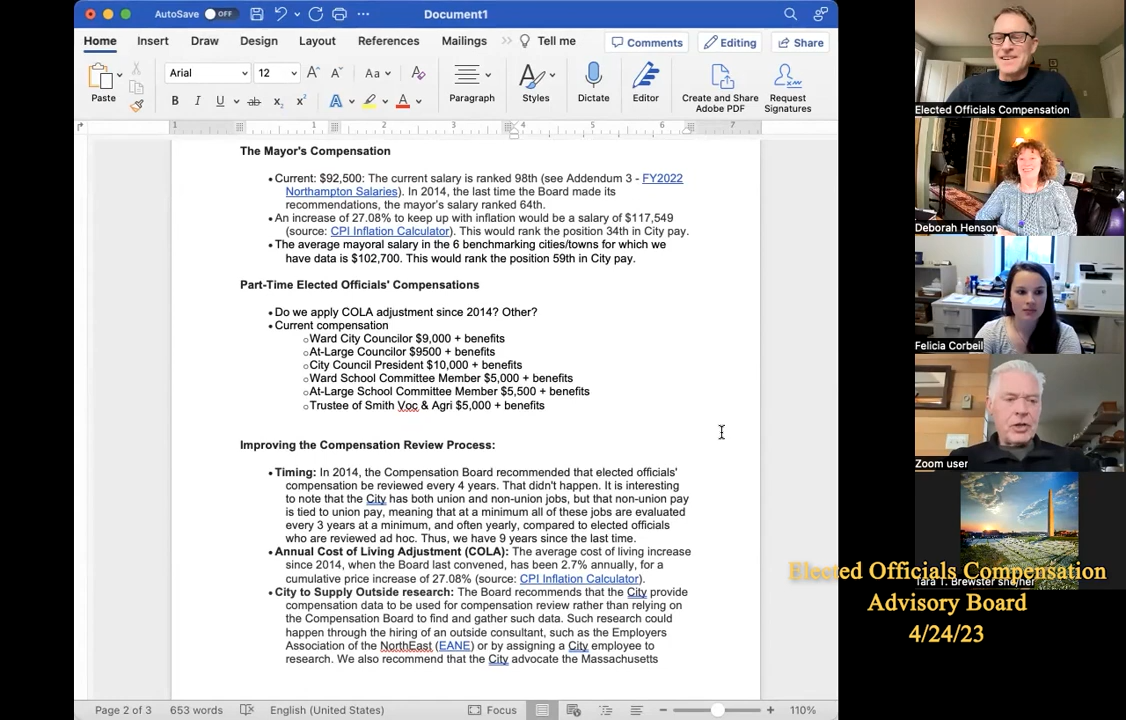 AutoSave OFF
Document1
Home Insert Draw Design Layout References Mailings Tell me
Comments Editing Share
Arial 12
Paste Paragraph Styles Dictate Editor Create and Share Adobe PDF Request Signatures
1 1 2 3 4 5 6 7
The Mayor's Compensation
• Current: $92,500: The current salary is ranked 98th (see Addendum 3 - FY2022
Northampton Salaries). In 2014, the last time the Board made its
recommendations, the mayor's salary ranked 64th.
• An increase of 27.08% to keep up with inflation would be a salary of $117,549
(source: CPI Inflation Calculator). This would rank the position 34th in City pay.
• The average mayoral salary in the 6 benchmarking cities/towns for which we
have data is $102,700. This would rank the position 59th in City pay.
Part-Time Elected Officials' Compensations
• Do we apply COLA adjustment since 2014? Other?
• Current compensation
○ Ward City Councilor $9,000 + benefits
○ At-Large Councilor $9500 + benefits
○ City Council President $10,000 + benefits
○ Ward School Committee Member $5,000 + benefits
○ At-Large School Committee Member $5,500 + benefits
○ Trustee of Smith Voc & Agri $5,000 + benefits
Improving the Compensation Review Process:
• Timing: In 2014, the Compensation Board recommended that elected officials'
compensation be reviewed every 4 years. That didn't happen. It is interesting
to note that the City has both union and non-union jobs, but that non-union pay
is tied to union pay, meaning that at a minimum all of these jobs are evaluated
every 3 years at a minimum, and often yearly, compared to elected officials
who are reviewed ad hoc. Thus, we have 9 years since the last time.
• Annual Cost of Living Adjustment (COLA): The average cost of living increase
since 2014, when the Board last convened, has been 2.7% annually, for a
cumulative price increase of 27.08% (source: CPI Inflation Calculator).
• City to Supply Outside research: The Board recommends that the City provide
compensation data to be used for compensation review rather than relying on
the Compensation Board to find and gather such data. Such research could
happen through the hiring of an outside consultant, such as the Employers
Association of the NorthEast (EANE) or by assigning a City employee to
research. We also recommend that the City advocate the Massachusetts
Page 2 of 3 653 words English (United States) Focus 110%
Elected Officials Compensation
Deborah Henson
Felicia Corbeil
Zoom user
Tara T. Brewster she/her
Elected Officials Compensation
Advisory Board
4/24/23